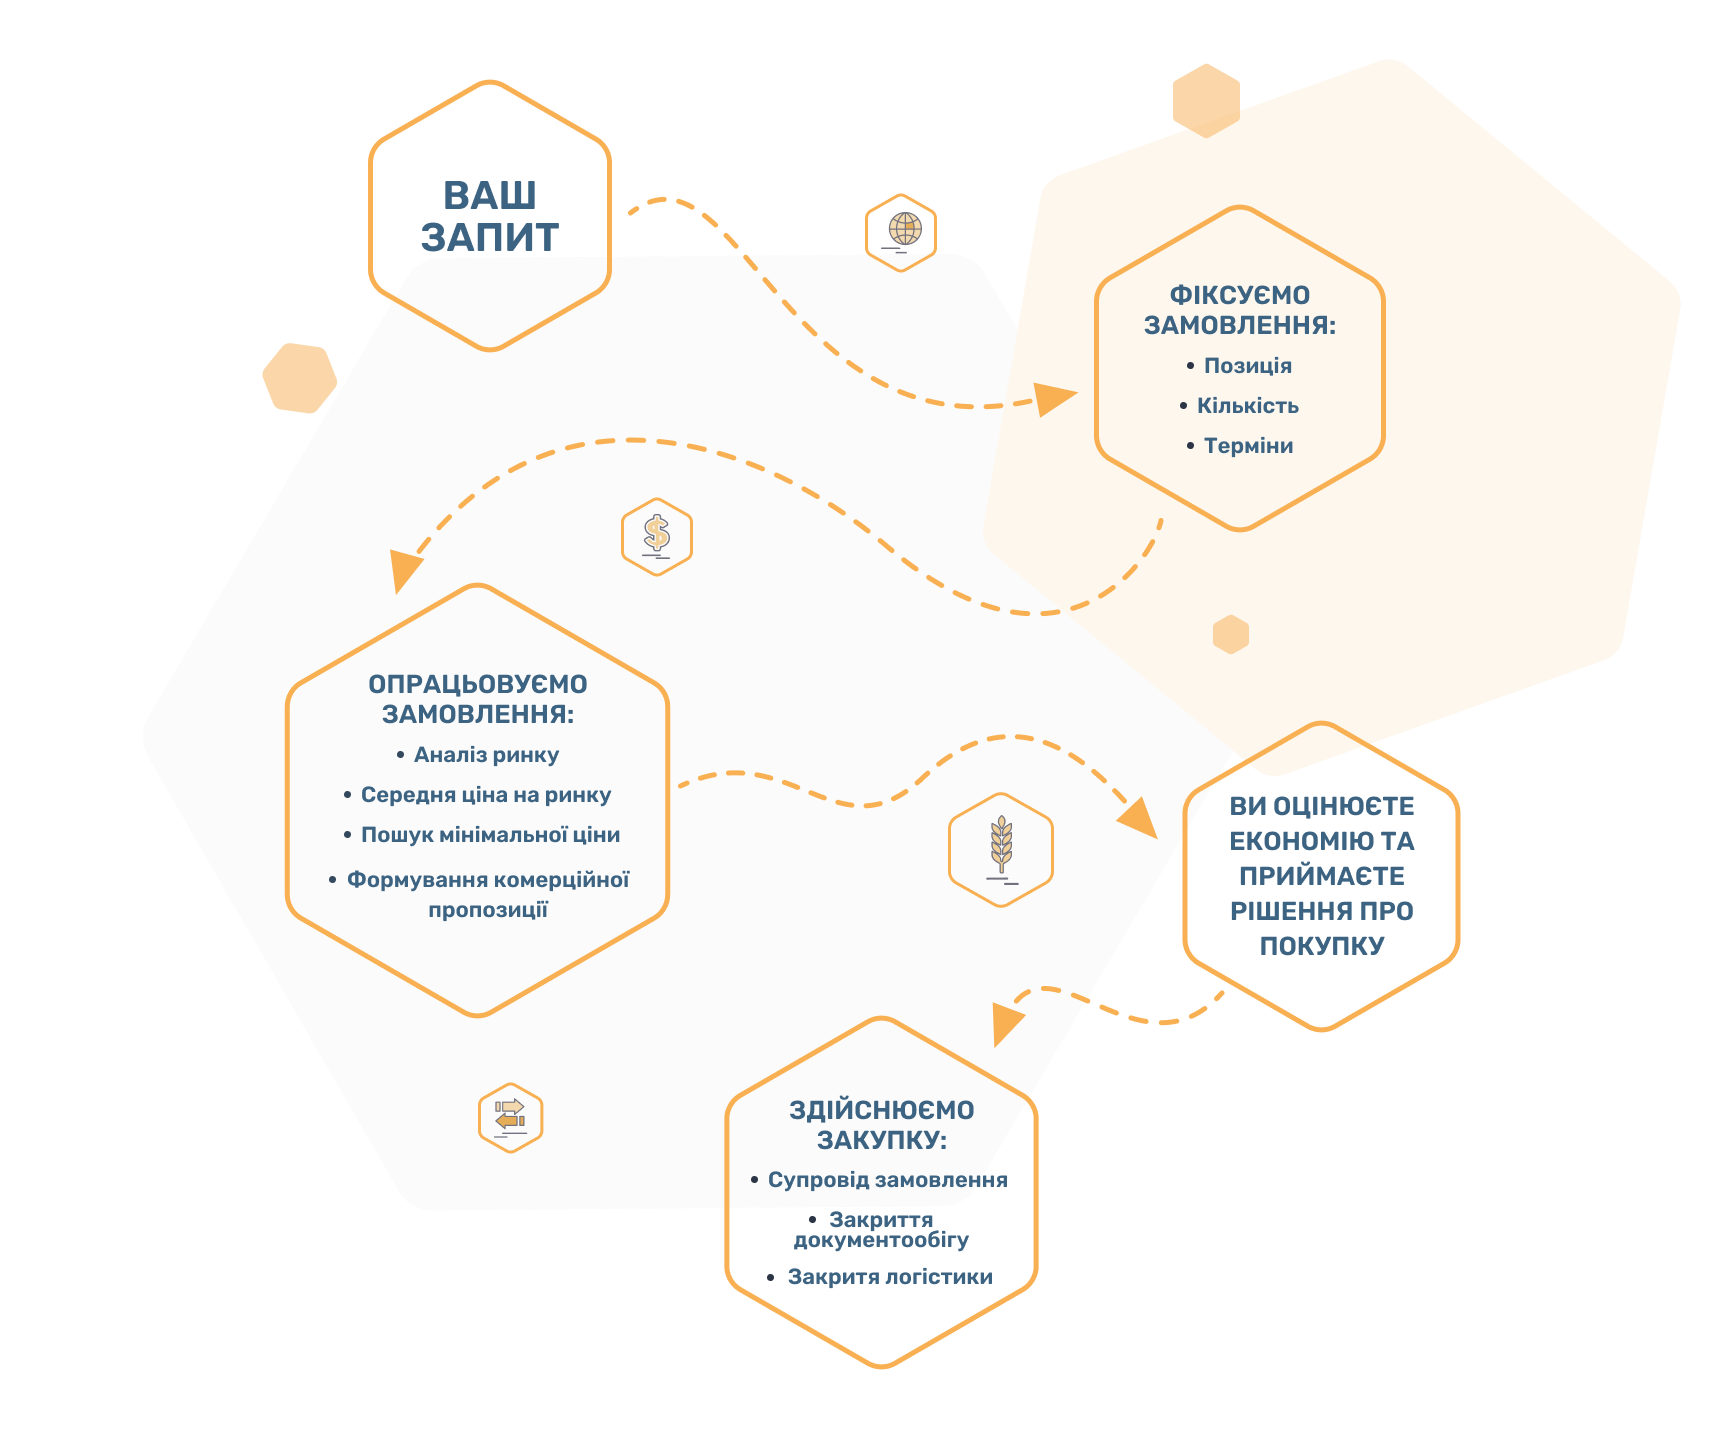 ВАШ
ЗАПИТ
ФІКСУЄМО
ЗАМОВЛЕННЯ:
• Позиція
• Кількість
• Терміни
ОПРАЦЬОВУЄМО
ЗАМОВЛЕННЯ:
• Аналіз ринку
• Середня ціна на ринку
• Пошук мінімальної ціни
• Формування комерційної
пропозиції
ВИ ОЦІНЮЄТЕ
ЕКОНОМІЮ ТА
ПРИЙМАЄТЕ
РІШЕННЯ ПРО
ПОКУПКУ
ЗДІЙСНЮЄМО
ЗАКУПКУ:
• Супровід замовлення
• Закриття
документообігу
• Закритя логістики